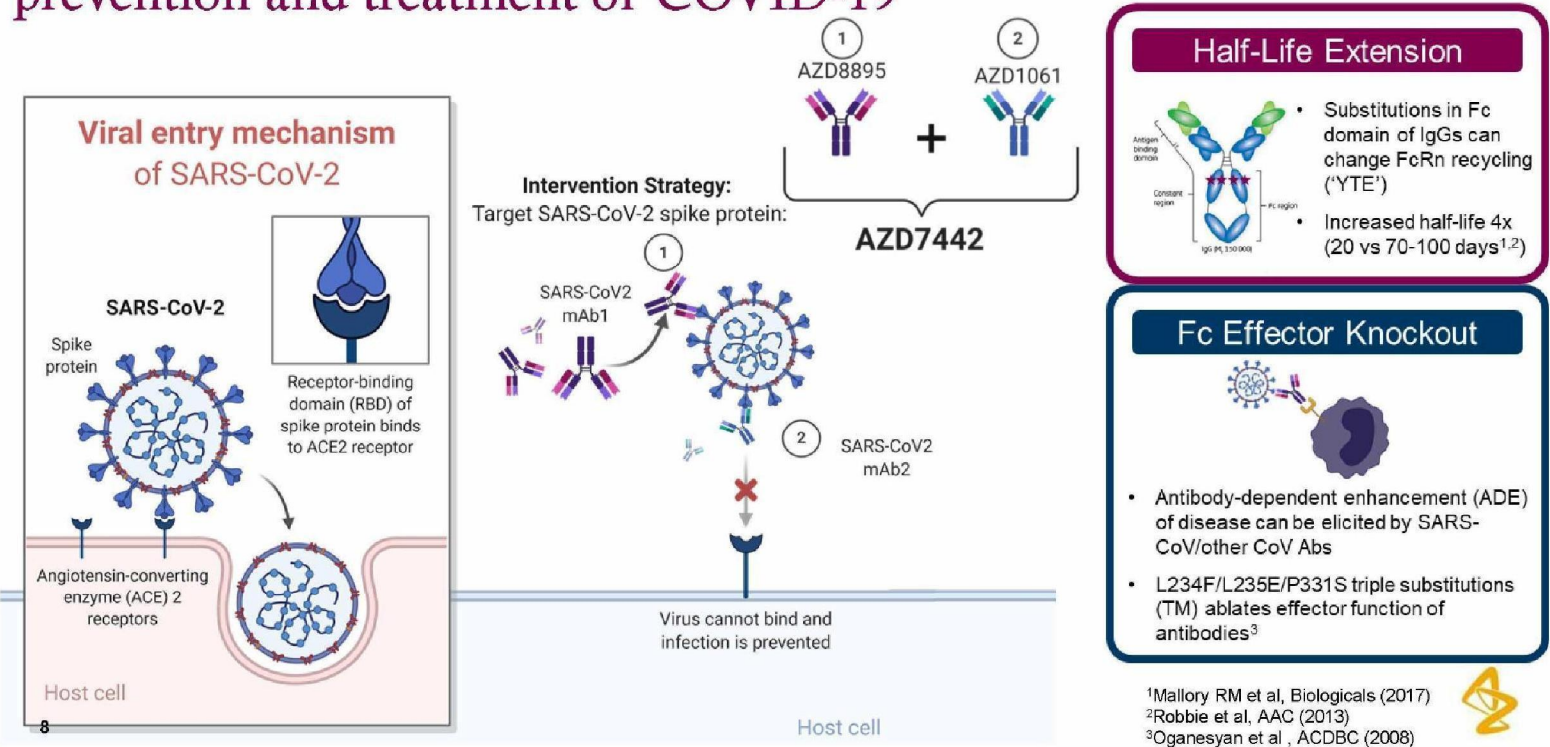 prevention and treatment of COVID-19
Viral entry mechanism
of SARS-CoV-2
SARS-CoV-2
Spike
protein
Receptor-binding
domain (RBD) of
spike protein binds
to ACE2 receptor
Angiotensin-converting
enzyme (ACE) 2
receptors
Host cell
8
1
AZD8895
+
2
AZD1061
AZD7442
Intervention Strategy:
Target SARS-CoV-2 spike protein:
1
SARS-CoV2
mAb1
2
SARS-CoV2
mAb2
Virus cannot bind and
infection is prevented
Host cell
Half-Life Extension
Antigen
binding
domain
Constant
region
Fc region
IgG (M, 150 000)
• Substitutions in Fc
domain of IgGs can
change FcRn recycling
('YTE')
• Increased half-life 4x
(20 vs 70-100 days1,2)
Fc Effector Knockout
• Antibody-dependent enhancement (ADE)
of disease can be elicited by SARS-
CoV/other CoV Abs
• L234F/L235E/P331S triple substitutions
(TM) ablates effector function of
antibodies3
1Mallory RM et al, Biologicals (2017)
2Robbie et al, AAC (2013)
3Oganesyan et al , ACDBC (2008)